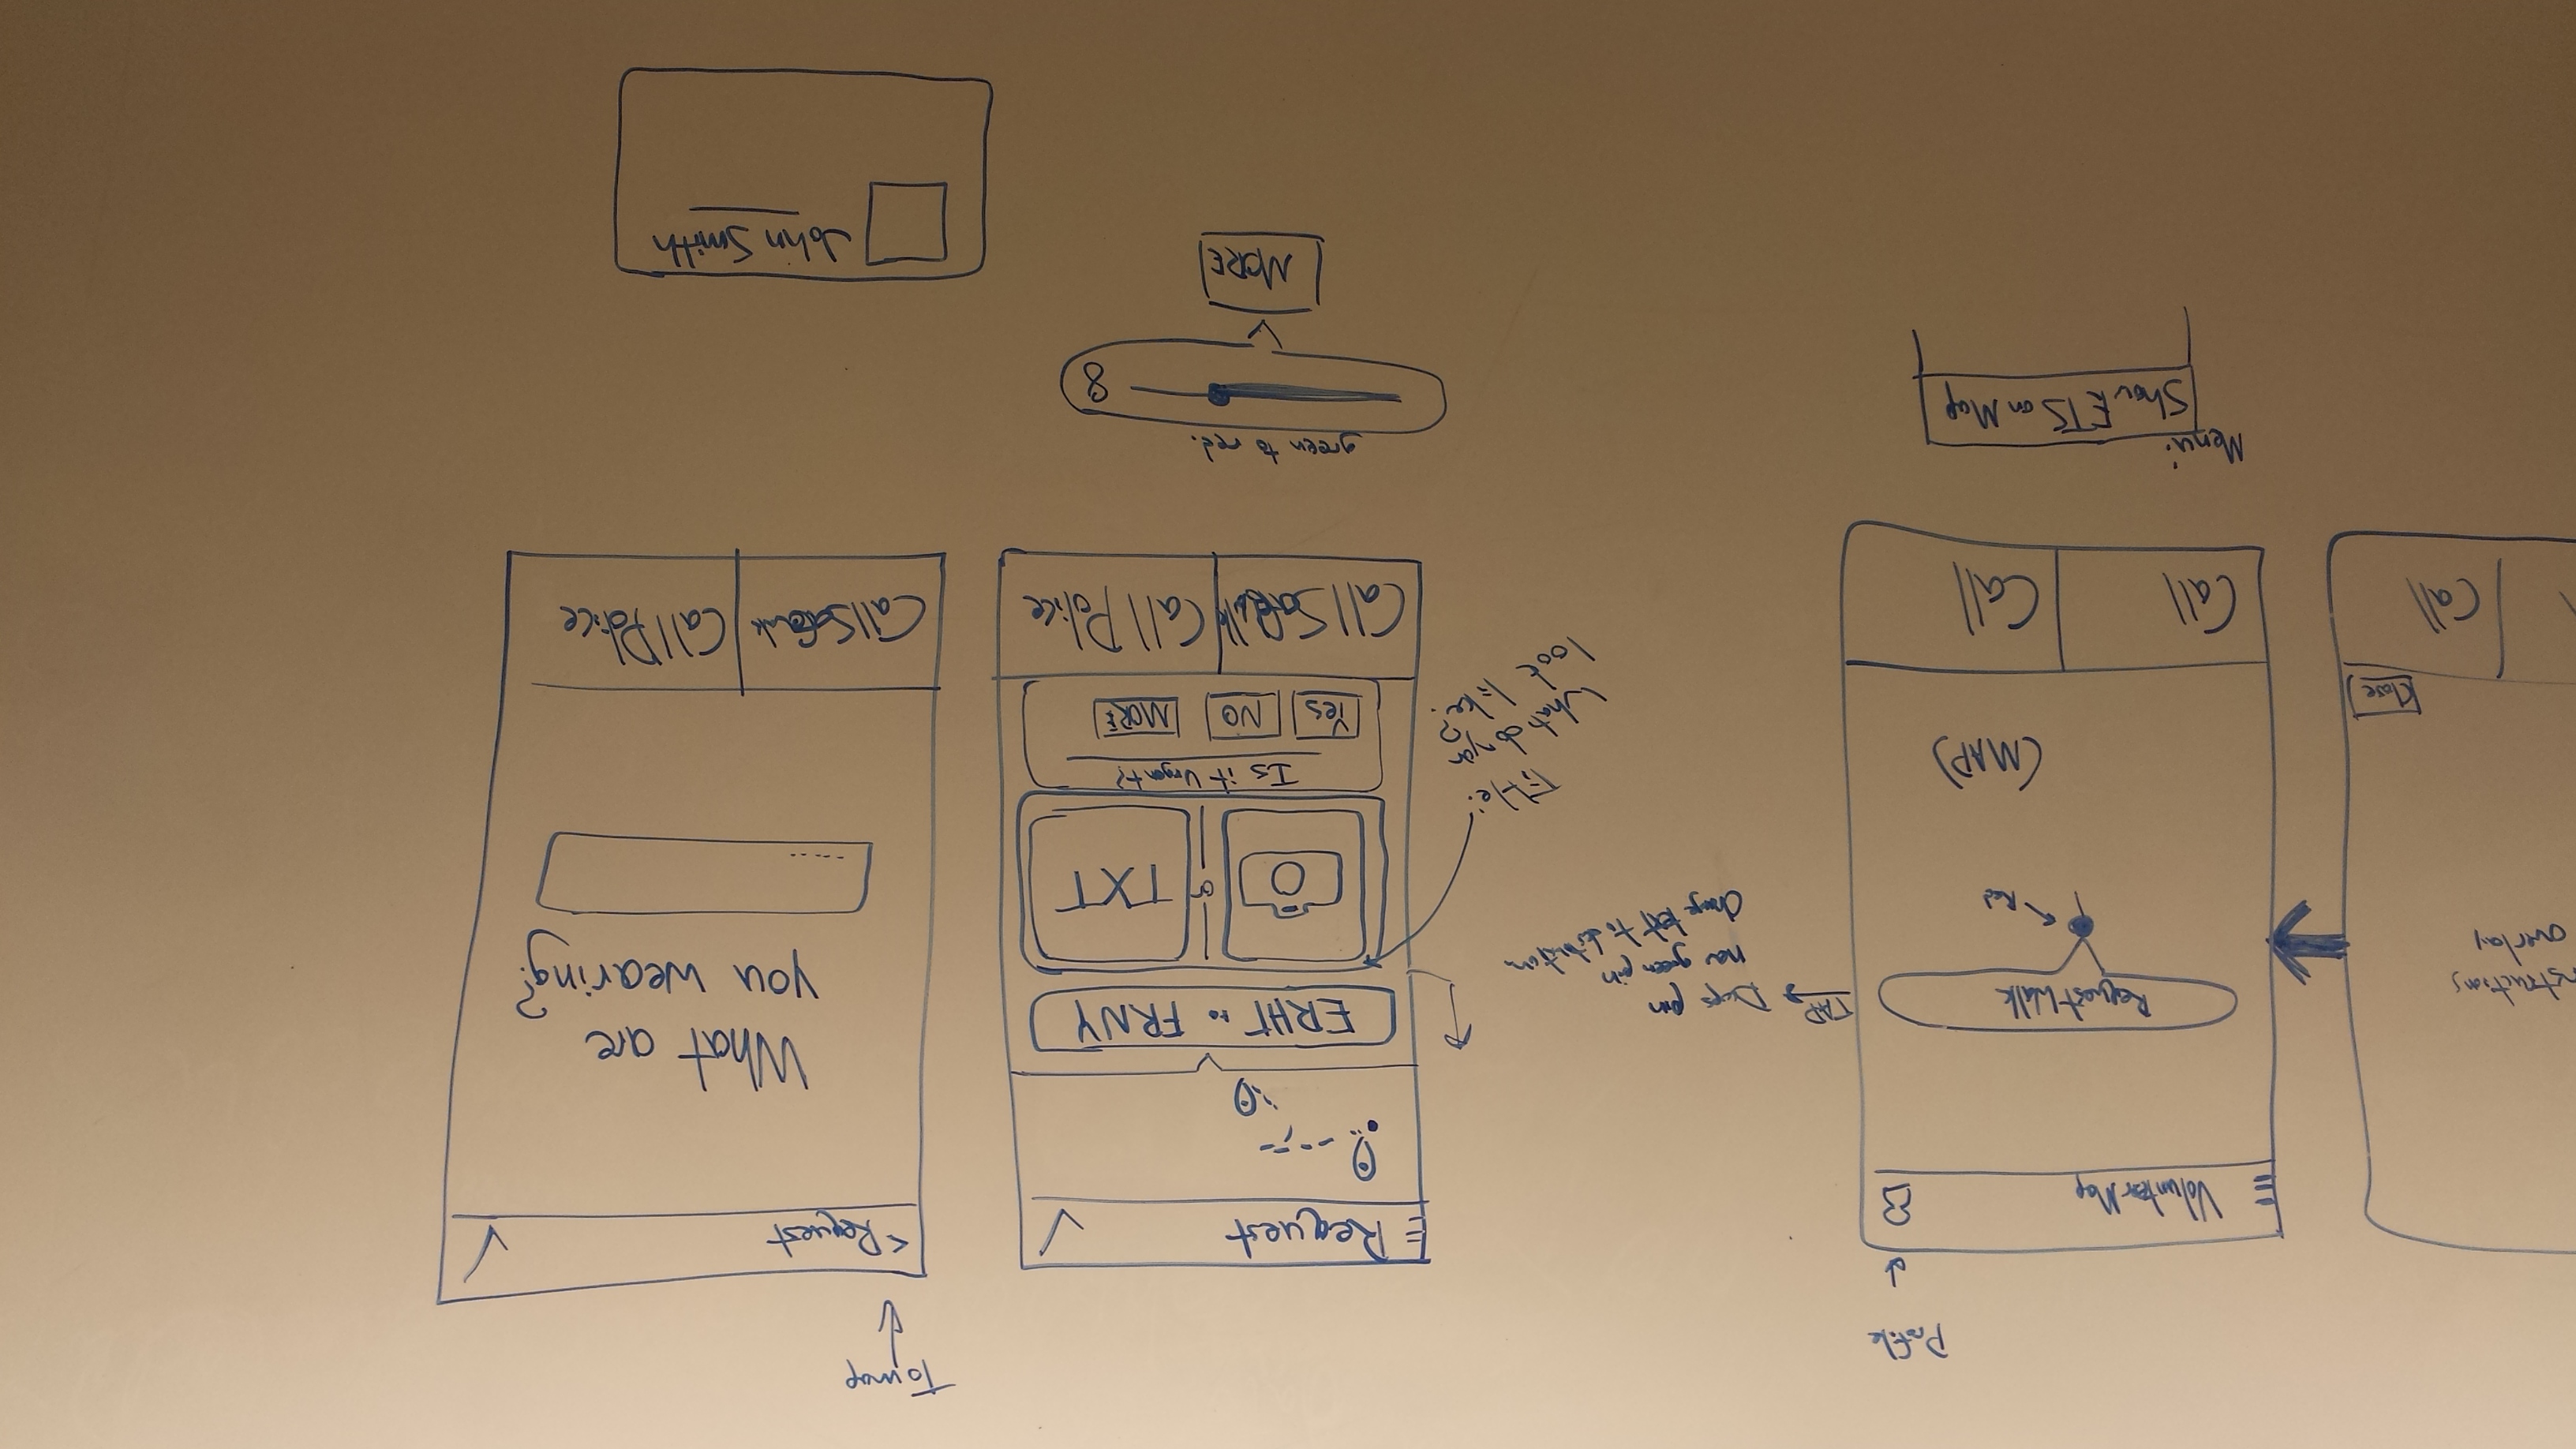 nstructions
overlay
Close
Call
Profile
Volunteer Map
Request Walk
Red
(MAP)
Call
Call
TAP
Drops pin
new green pin
change text to destination
Menu:
Show ETS on Map
Request
ERHT to FRNY
or
TXT
Title:
What do you
look like?
Is it Urgent?
Yes
NO
MORE
Call Safewalk
Call Police
green to red.
8
MORE
To map
< Request
What are
you wearing?
Call Safewalk
Call Police
John Smith